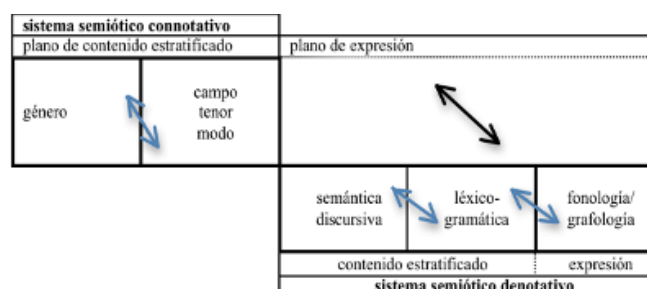 sistema semiótico connotativo
plano de contenido estratificado
plano de expresión
género
campo
tenor
modo
semántica
discursiva
léxico-
gramática
fonología/
grafología
contenido estratificado
expresión
sistema semiótico denotativo